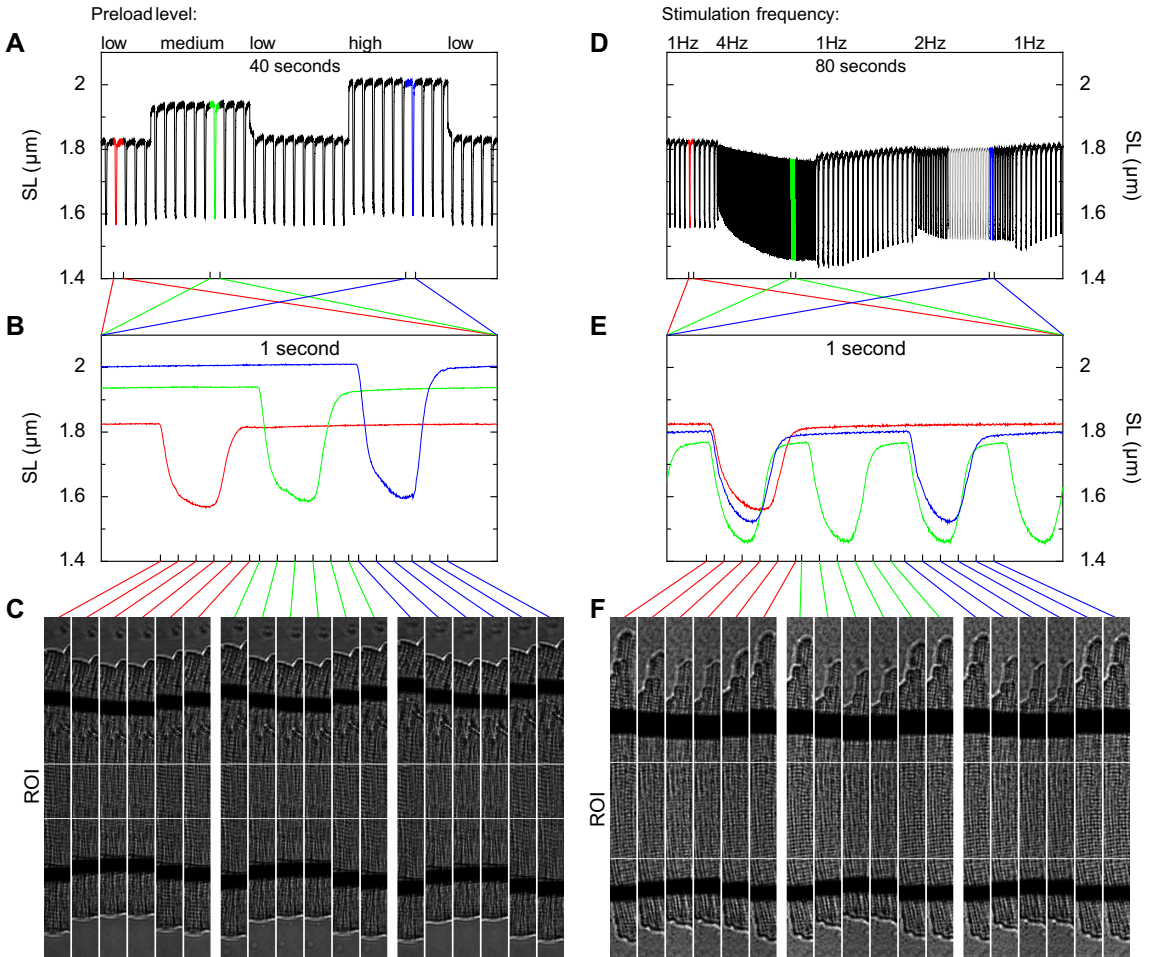 Preload level:
A
low medium low high low
40 seconds
2
1.8
1.6
1.4
SL (µm)
B
1 second
2
1.8
1.6
1.4
SL (µm)
C
ROI
Stimulation frequency:
D
1Hz 4Hz 1Hz 2Hz 1Hz
80 seconds
2
1.8
1.6
1.4
SL (µm)
E
1 second
2
1.8
1.6
1.4
SL (µm)
F
ROI